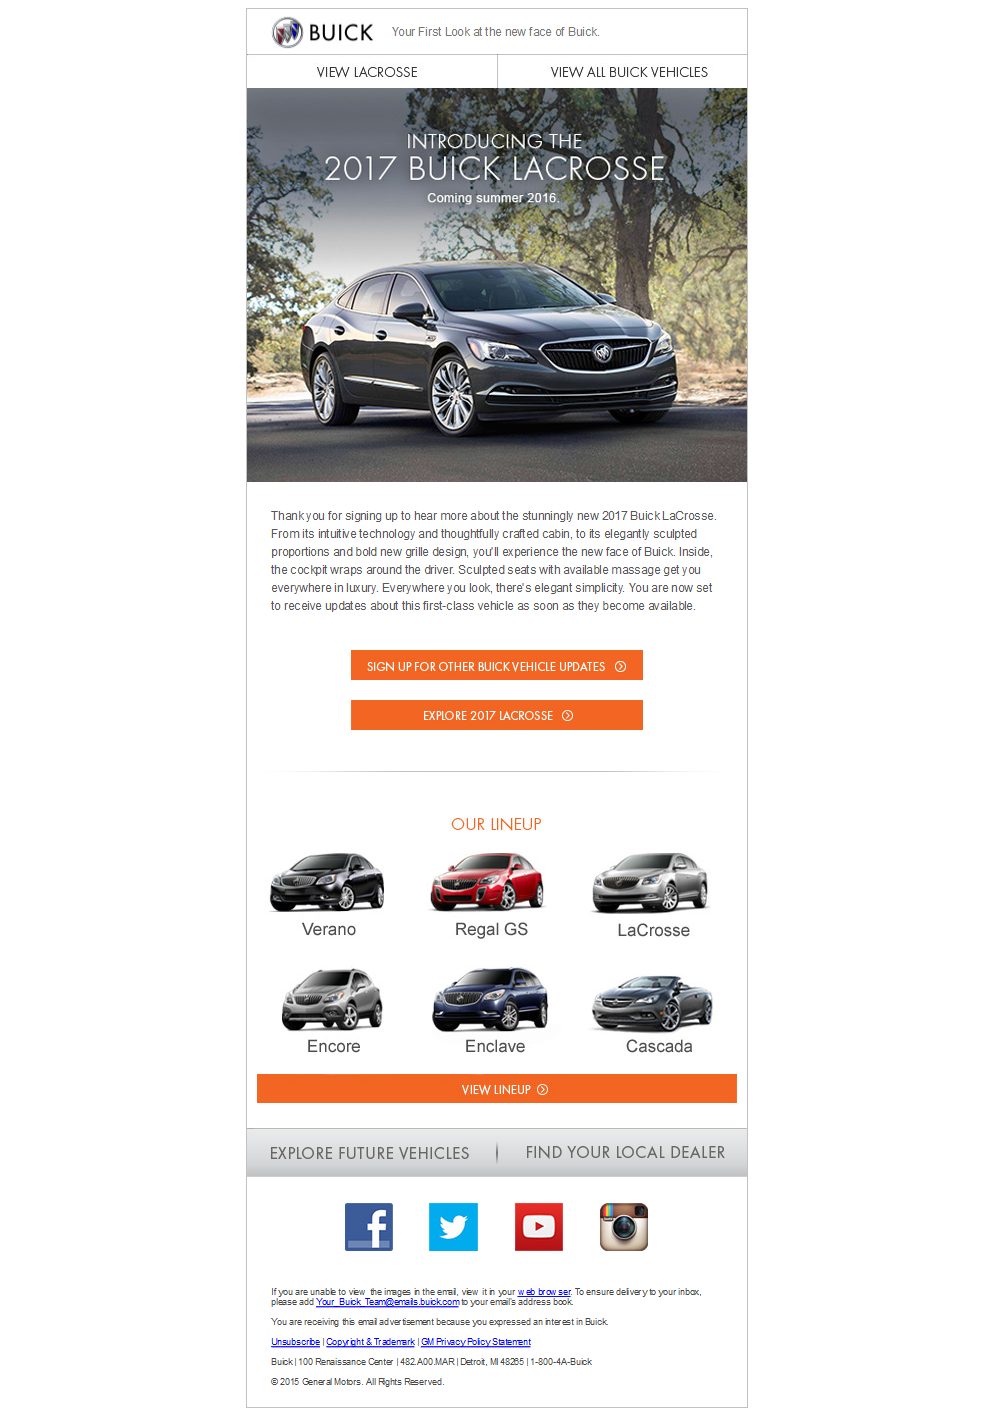 BUICK
Your First Look at the new face of Buick.
VIEW LACROSSE
VIEW ALL BUICK VEHICLES
INTRODUCING THE
2017 BUICK LACROSSE
Coming summer 2016.
Thank you for signing up to hear more about the stunningly new 2017 Buick LaCrosse.
From its intuitive technology and thoughtfully crafted cabin, to its elegantly sculpted
proportions and bold new grille design, you'll experience the new face of Buick. Inside,
the cockpit wraps around the driver. Sculpted seats with available massage get you
everywhere in luxury. Everywhere you look, there's elegant simplicity. You are now set
to receive updates about this first-class vehicle as soon as they become available.
SIGN UP FOR OTHER BUICK VEHICLE UPDATES
EXPLORE 2017 LACROSSE
OUR LINEUP
Verano
Regal GS
LaCrosse
Encore
Enclave
Cascada
VIEW LINEUP
EXPLORE FUTURE VEHICLES
FIND YOUR LOCAL DEALER
If you are unable to view the images in the email, view it in your web browser. To ensure delivery to your inbox,
please add Your_Buick_Team@emails.buick.com to your email's address book.
You are receiving this email advertisement because you expressed an interest in Buick.
Unsubscribe | Copyright & Trademark | GM Privacy Policy Statement
Buick | 100 Renaissance Center | 482.A00.MAR | Detroit, MI 48265 | 1-800-4A-Buick
© 2015 General Motors. All Rights Reserved.